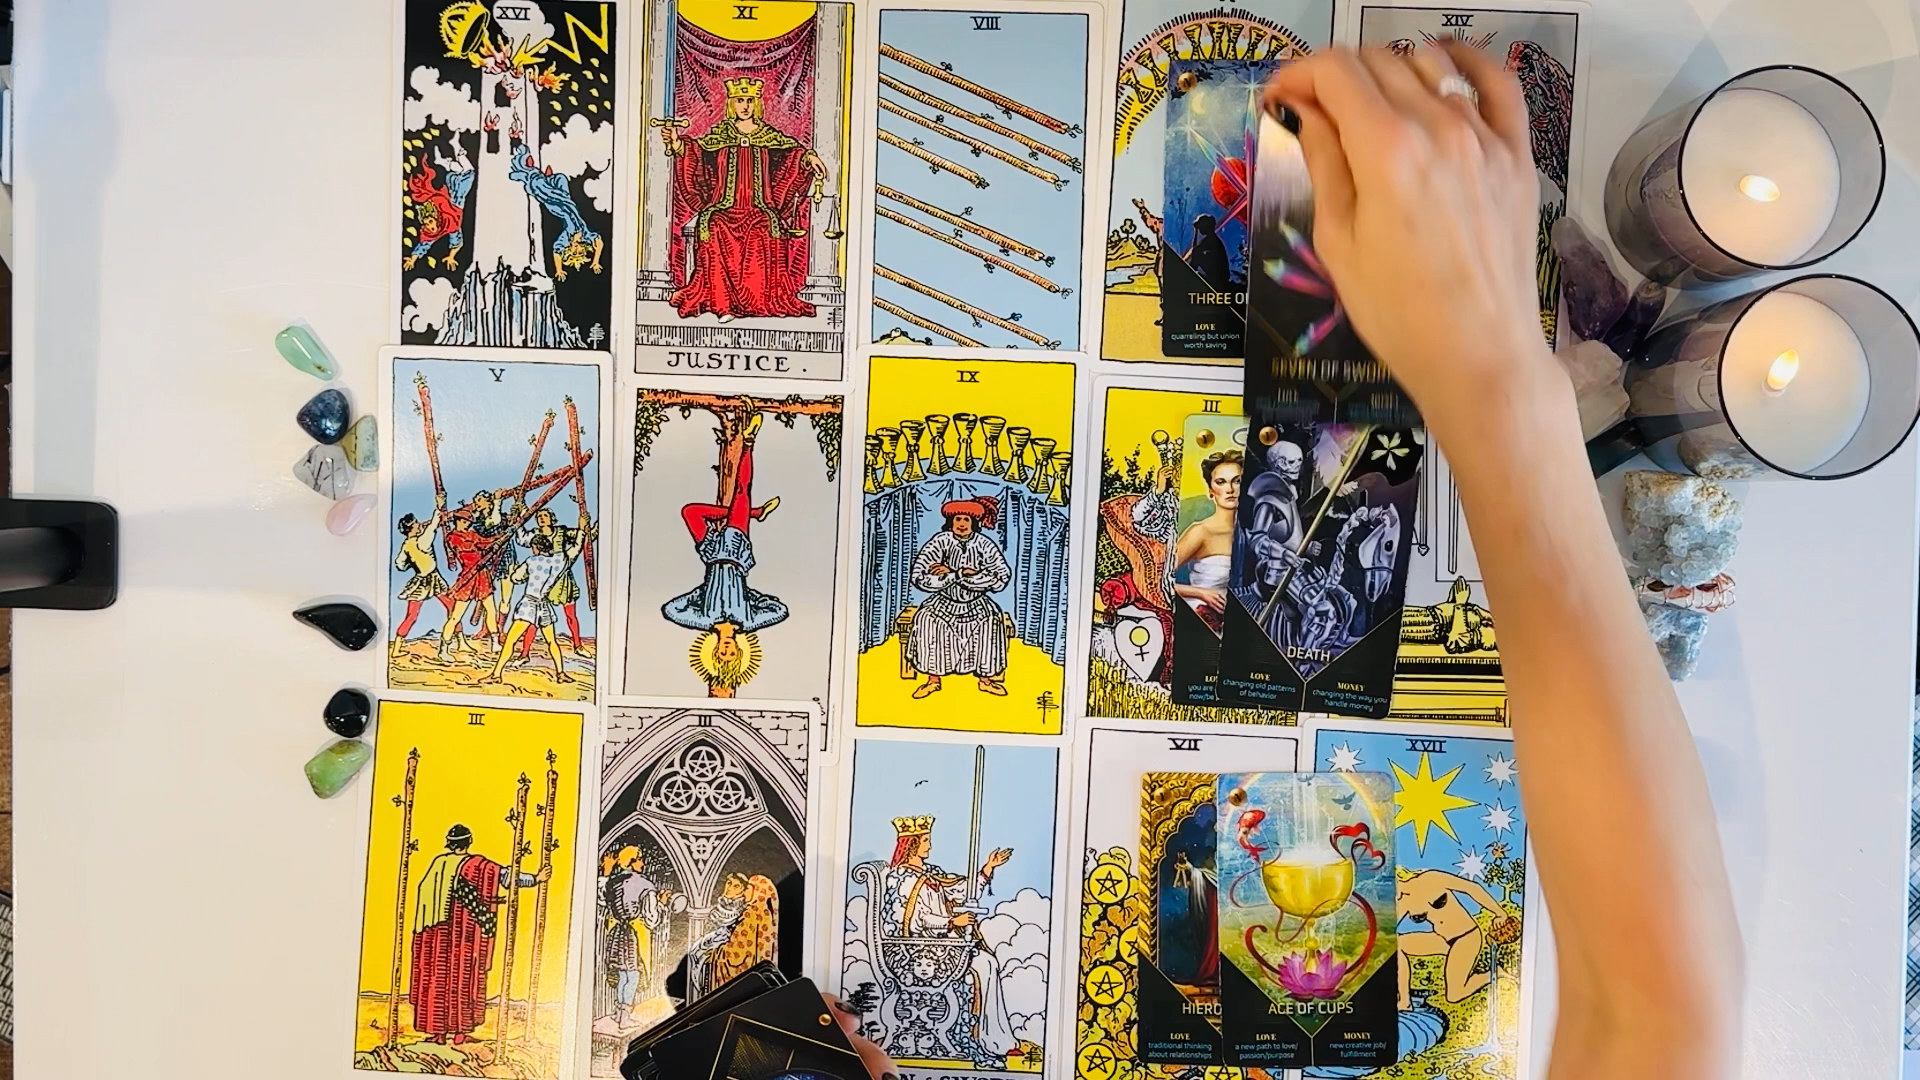 XVI
XI
VIII
XIV
THREE O
LOVE
quarreling but union
worth saving
JUSTICE.
V
IX
III
DEATH
LOVE
changing old patterns
of behavior
MONEY
changing the way you
handle money
III
III
VII
XVII
HIERO
LOVE
traditional thinking
about relationships
ACE OF CUPS
LOVE
a new path to love/
passion/purpose
MONEY
new creative job/
fulfillment